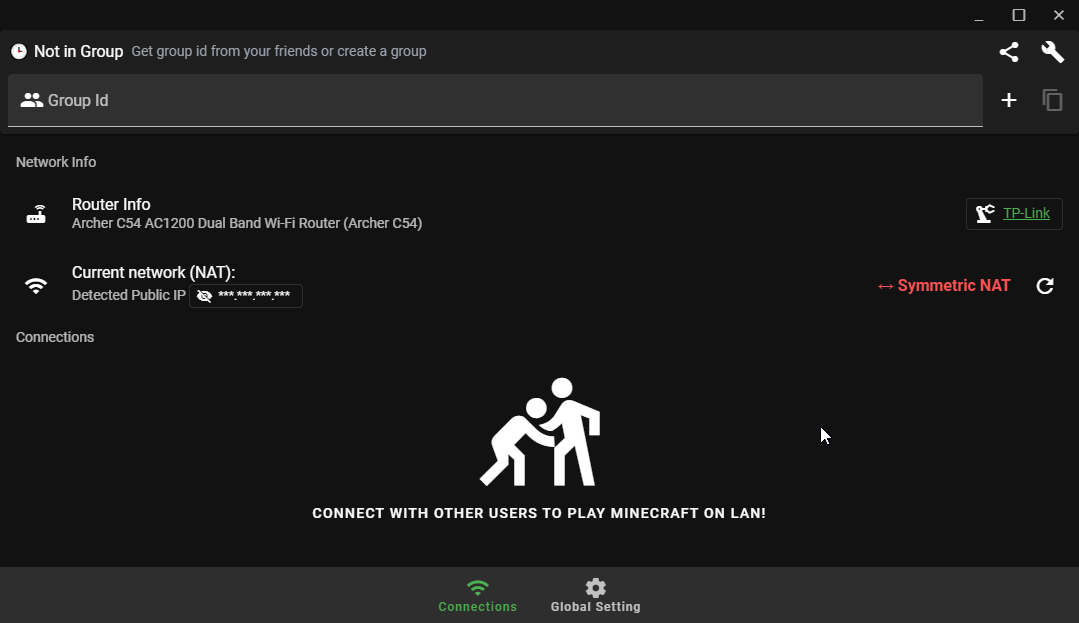 Not in Group Get group id from your friends or create a group
Group Id
Network Info
Router Info
Archer C54 AC1200 Dual Band Wi-Fi Router (Archer C54)
TP-Link
Current network (NAT):
Detected Public IP ***.***.***.***
Symmetric NAT
Connections
CONNECT WITH OTHER USERS TO PLAY MINECRAFT ON LAN!
Connections
Global Setting